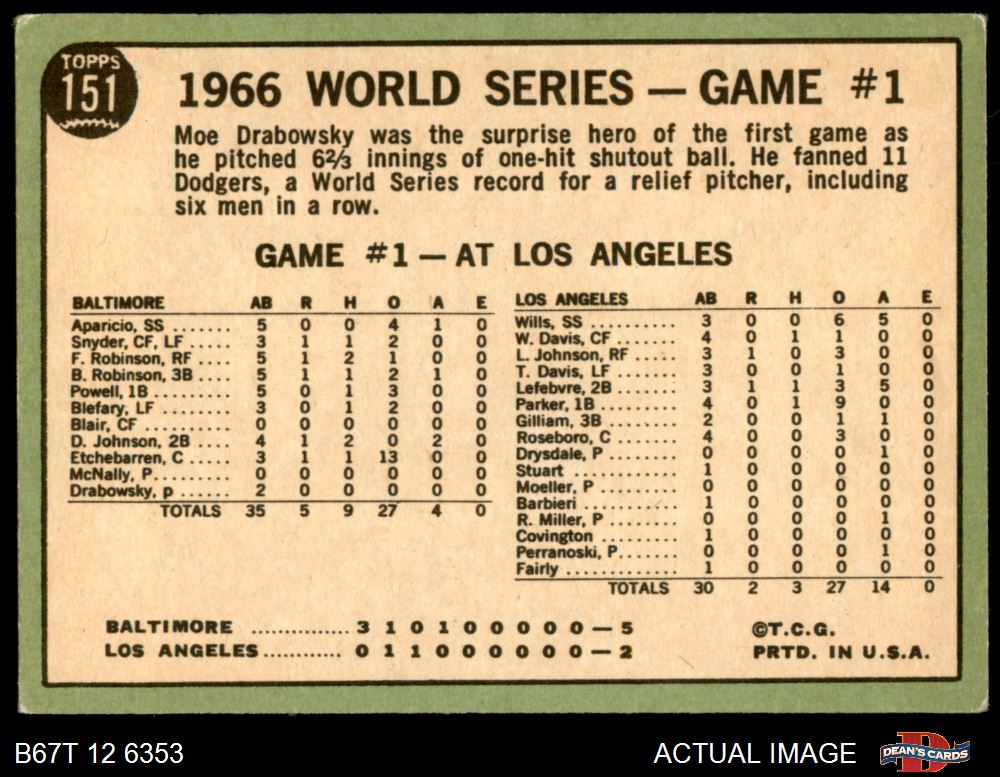 TOPPS
151
1966 WORLD SERIES — GAME #1
Moe Drabowsky was the surprise hero of the first game as
he pitched 6⅔ innings of one-hit shutout ball. He fanned 11
Dodgers, a World Series record for a relief pitcher, including
six men in a row.
GAME #1 — AT LOS ANGELES
BALTIMORE AB R H O A E
Aparicio, SS ....... 5 0 0 4 1 0
Snyder, CF, LF ..... 3 1 1 2 0 0
F. Robinson, RF .... 5 1 2 1 0 0
B. Robinson, 3B .... 5 1 1 2 1 0
Powell, 1B ......... 5 0 1 3 0 0
Blefary, LF ........ 3 0 1 2 0 0
Blair, CF .......... 0 0 0 0 0 0
D. Johnson, 2B .... 4 1 2 0 2 0
Etchebarren, C ..... 3 1 1 13 0 0
McNally, P.......... 0 0 0 0 0 0
Drabowsky, p ...... 2 0 0 0 0 0
TOTALS 35 5 9 27 4 0
LOS ANGELES AB R H O A E
Wills, SS .......... 3 0 0 6 5 0
W. Davis, CF ....... 4 0 1 1 0 0
L. Johnson, RF ..... 3 1 0 3 0 0
T. Davis, LF ....... 3 0 0 1 0 0
Lefebvre, 2B ....... 3 1 1 3 5 0
Parker, 1B ......... 4 0 1 9 0 0
Gilliam, 3B ........ 2 0 0 1 1 0
Roseboro, C ........ 4 0 0 3 0 0
Drysdale, P ........ 0 0 0 0 1 0
Stuart ............. 1 0 0 0 0 0
Moeller, P ......... 0 0 0 0 0 0
Barbieri ........... 1 0 0 0 0 0
R. Miller, P ....... 0 0 0 0 1 0
Covington .......... 1 0 0 0 0 0
Perranoski, P....... 0 0 0 0 1 0
Fairly ............. 1 0 0 0 0 0
TOTALS 30 2 3 27 14 0
BALTIMORE ............... 3 1 0 1 0 0 0 0 0 — 5
LOS ANGELES............ 0 1 1 0 0 0 0 0 0 — 2
©T.C.G.
PRTD. IN U.S.A.
B67T 12 6353
ACTUAL IMAGE
DEAN'S CARDS